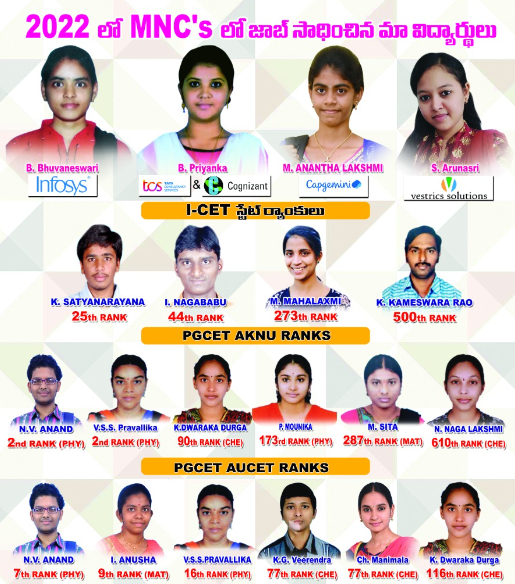 2022 లో MNC's లో జాబ్ సాధించిన మా విద్యార్థులు
B. Bhuvaneswari B. Priyanka M. ANANTHA LAKSHMI S. Arunasri
Infosys® tcs TATA CONSULTANCY SERVICES & Cognizant Capgemini vestrics solutions
I-CET స్టేట్ ర్యాంకులు
K. SATYANARAYANA I. NAGABABU M. MAHALAXMI K. KAMESWARA RAO
25th RANK 44th RANK 273th RANK 500th RANK
PGCET AKNU RANKS
N.V. ANAND V.S.S. Pravallika K.DWARAKA DURGA P. MOUNIKA M. SITA N. NAGA LAKSHMI
2nd RANK (PHY) 2nd RANK (PHY) 90th RANK (CHE) 173rd RANK (PHY) 287th RANK (MAT) 610th RANK (CHE)
PGCET AUCET RANKS
N.V. ANAND I. ANUSHA V.S.S.PRAVALLIKA K.G. Veerendra Ch. Manimala K. Dwaraka Durga
7th RANK (PHY) 9th RANK (MAT) 16th RANK (PHY) 77th RANK (CHE) 77th RANK (CHE) 116th RANK (CHE)